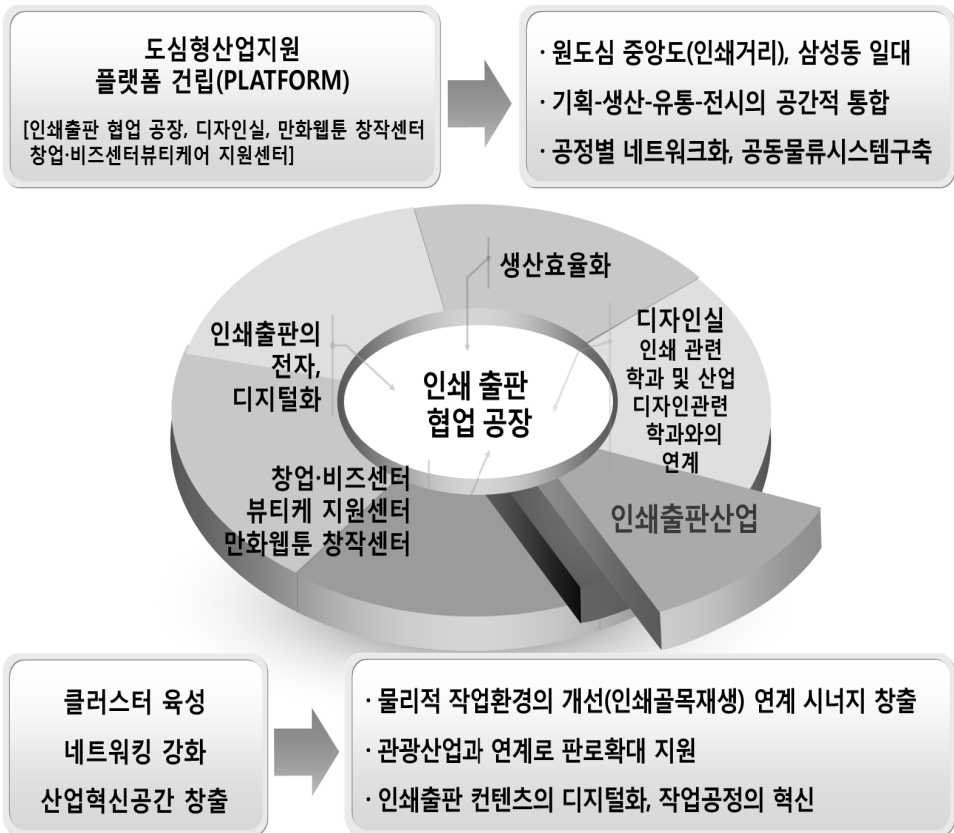 도심형산업지원
플랫폼 건립(PLATFORM)
[인쇄출판 협업 공장, 디자인실, 만화웹툰 창작센터
창업·비즈센터뷰티케어 지원센터]
· 원도심 중앙도(인쇄거리), 삼성동 일대
· 기획-생산-유통-전시의 공간적 통합
· 공정별 네트워크화, 공동물류시스템구축
생산효율화
인쇄출판의
전자,
디지털화
디자인실
인쇄 관련
학과 및 산업
디자인관련
학과와의
연계
인쇄 출판
협업 공장
창업·비즈센터
뷰티케 지원센터
만화웹툰 창작센터
인쇄출판산업
클러스터 육성
네트워킹 강화
산업혁신공간 창출
· 물리적 작업환경의 개선(인쇄골목재생) 연계 시너지 창출
· 관광산업과 연계로 판로확대 지원
· 인쇄출판 컨텐츠의 디지털화, 작업공정의 혁신